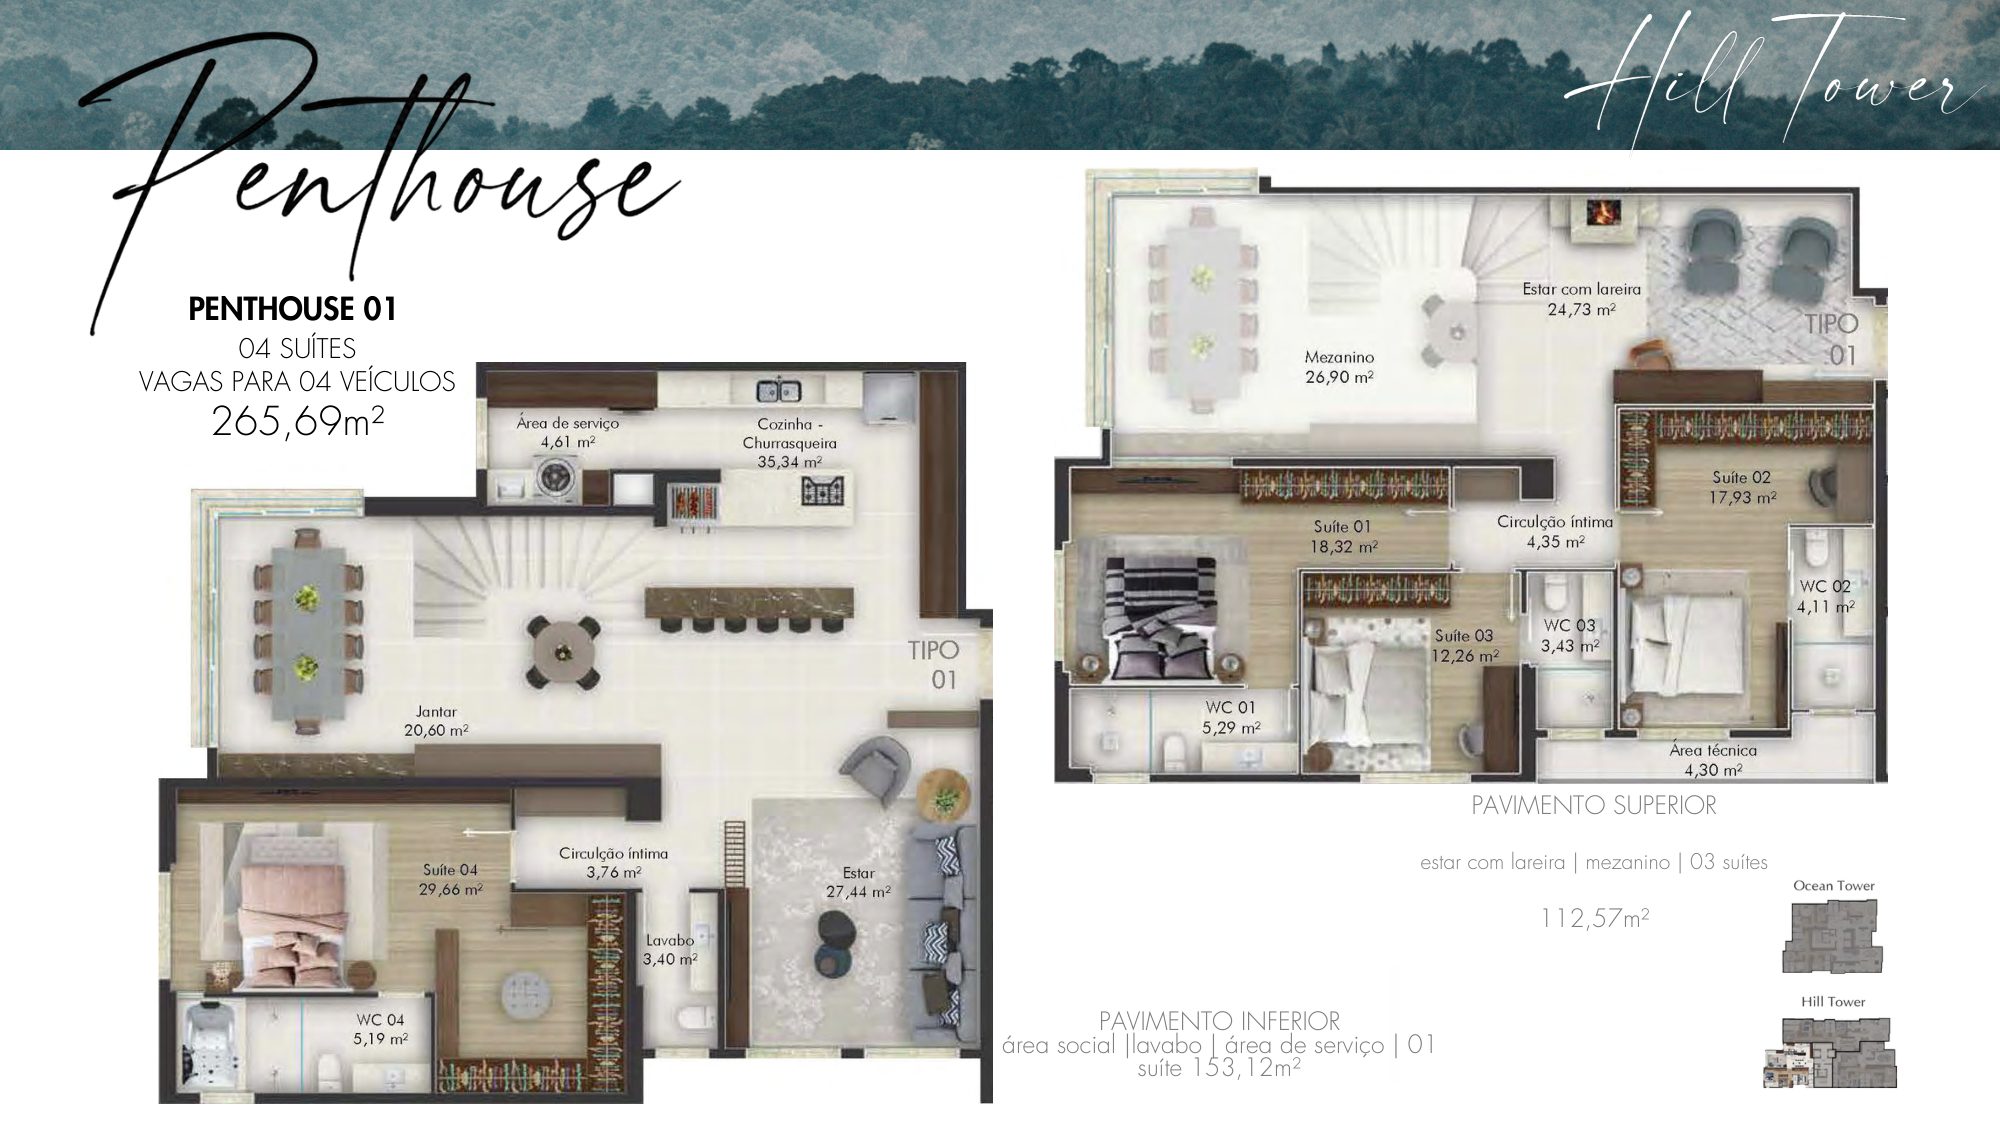 Penthouse
Hill Tower
PENTHOUSE 01
04 SUÍTES
VAGAS PARA 04 VEÍCULOS
265,69m²
Área de serviço
4,61 m²
Cozinha -
Churrasqueira
35,34 m²
TIPO
01
Jantar
20,60 m²
Suíte 04
29,66 m²
Circulção íntima
3,76 m²
Estar
27,44 m²
Lavabo
3,40 m²
WC 04
5,19 m²
Estar com lareira
24,73 m²
TIPO
01
Mezanino
26,90 m²
Suíte 02
17,93 m²
Suíte 01
18,32 m²
Circulção íntima
4,35 m²
WC 02
4,11 m²
WC 03
3,43 m²
Suíte 03
12,26 m²
WC 01
5,29 m²
Área técnica
4,30 m²
PAVIMENTO SUPERIOR
estar com lareira | mezanino | 03 suítes
112,57m²
Ocean Tower
Hill Tower
PAVIMENTO INFERIOR
área social |lavabo | área de serviço | 01
suíte 153,12m²